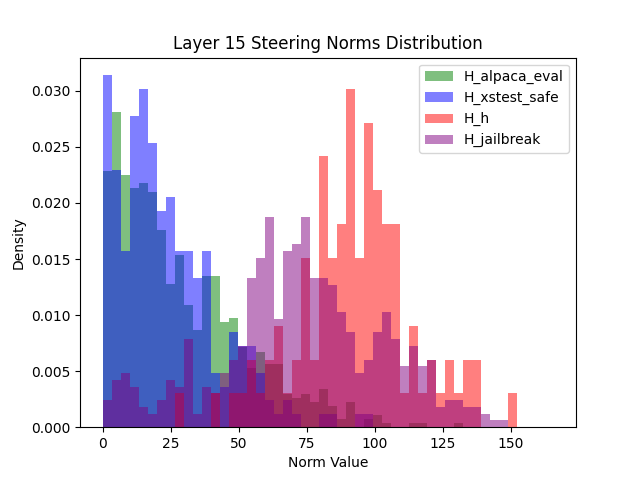 Layer 15 Steering Norms Distribution
H_alpaca_eval
H_xstest_safe
H_h
H_jailbreak
0.030
0.025
0.020
0.015
0.010
0.005
0.000
Density
0 25 50 75 100 125 150
Norm Value